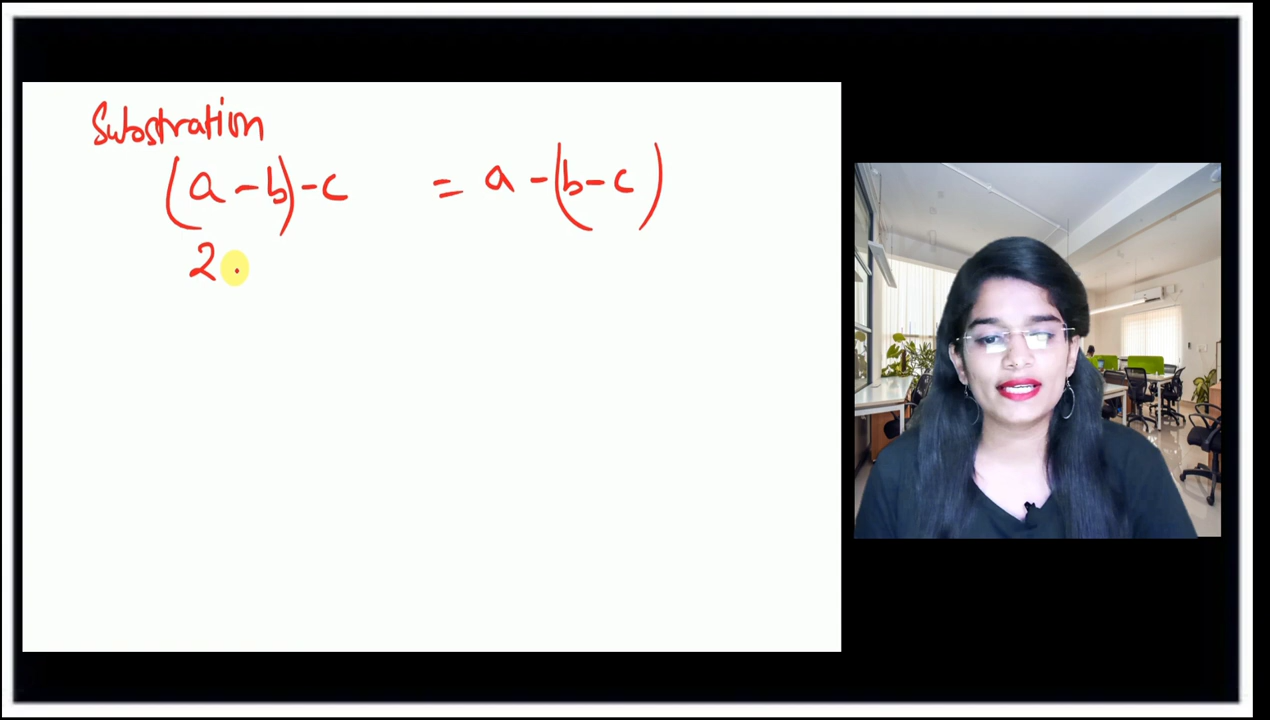 Substration
(a - b) - c = a - (b - c)
2 .